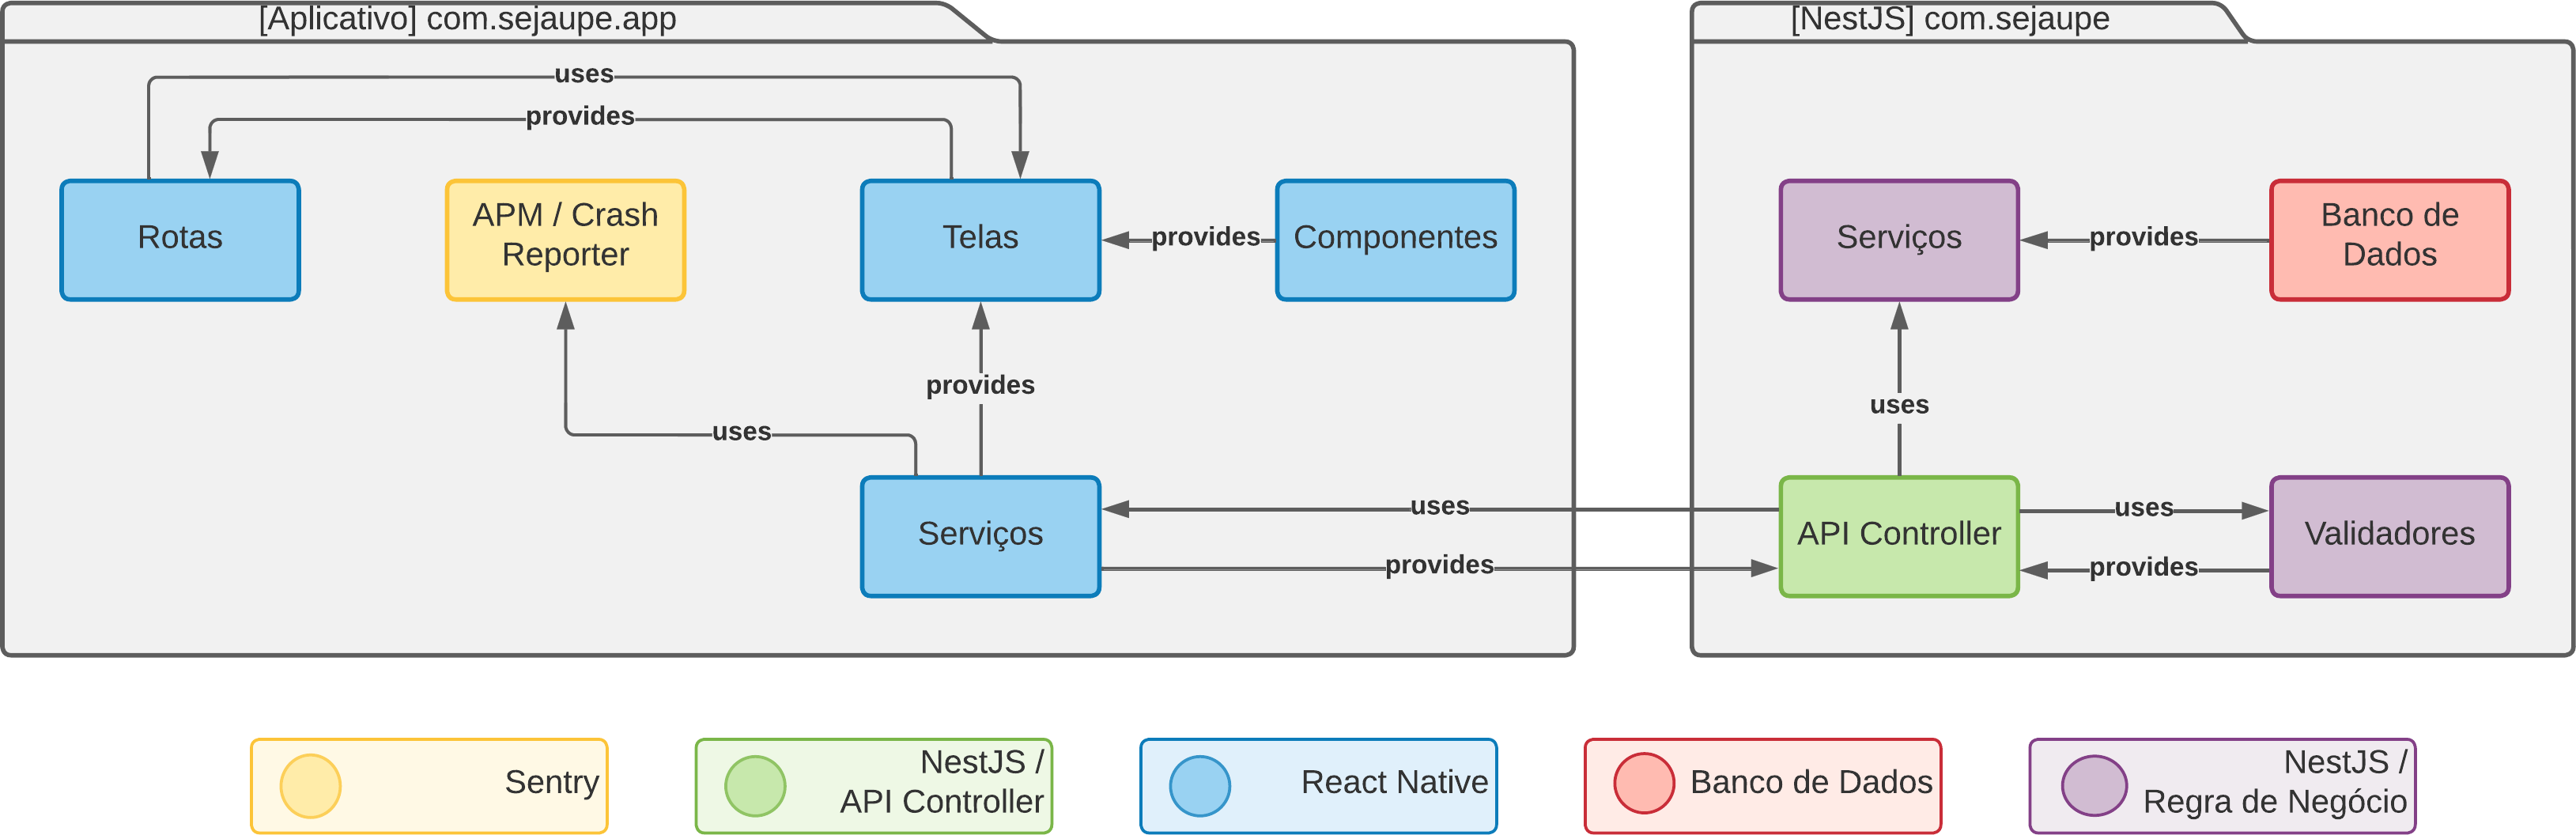 [Aplicativo] com.sejaupe.app
[NestJS] com.sejaupe
uses
provides
Rotas
APM / Crash
Reporter
Telas
provides
Componentes
Serviços
provides
Banco de
Dados
provides
uses
uses
Serviços
uses
provides
API Controller
uses
provides
Validadores
Sentry
NestJS /
API Controller
React Native
Banco de Dados
NestJS /
Regra de Negócio